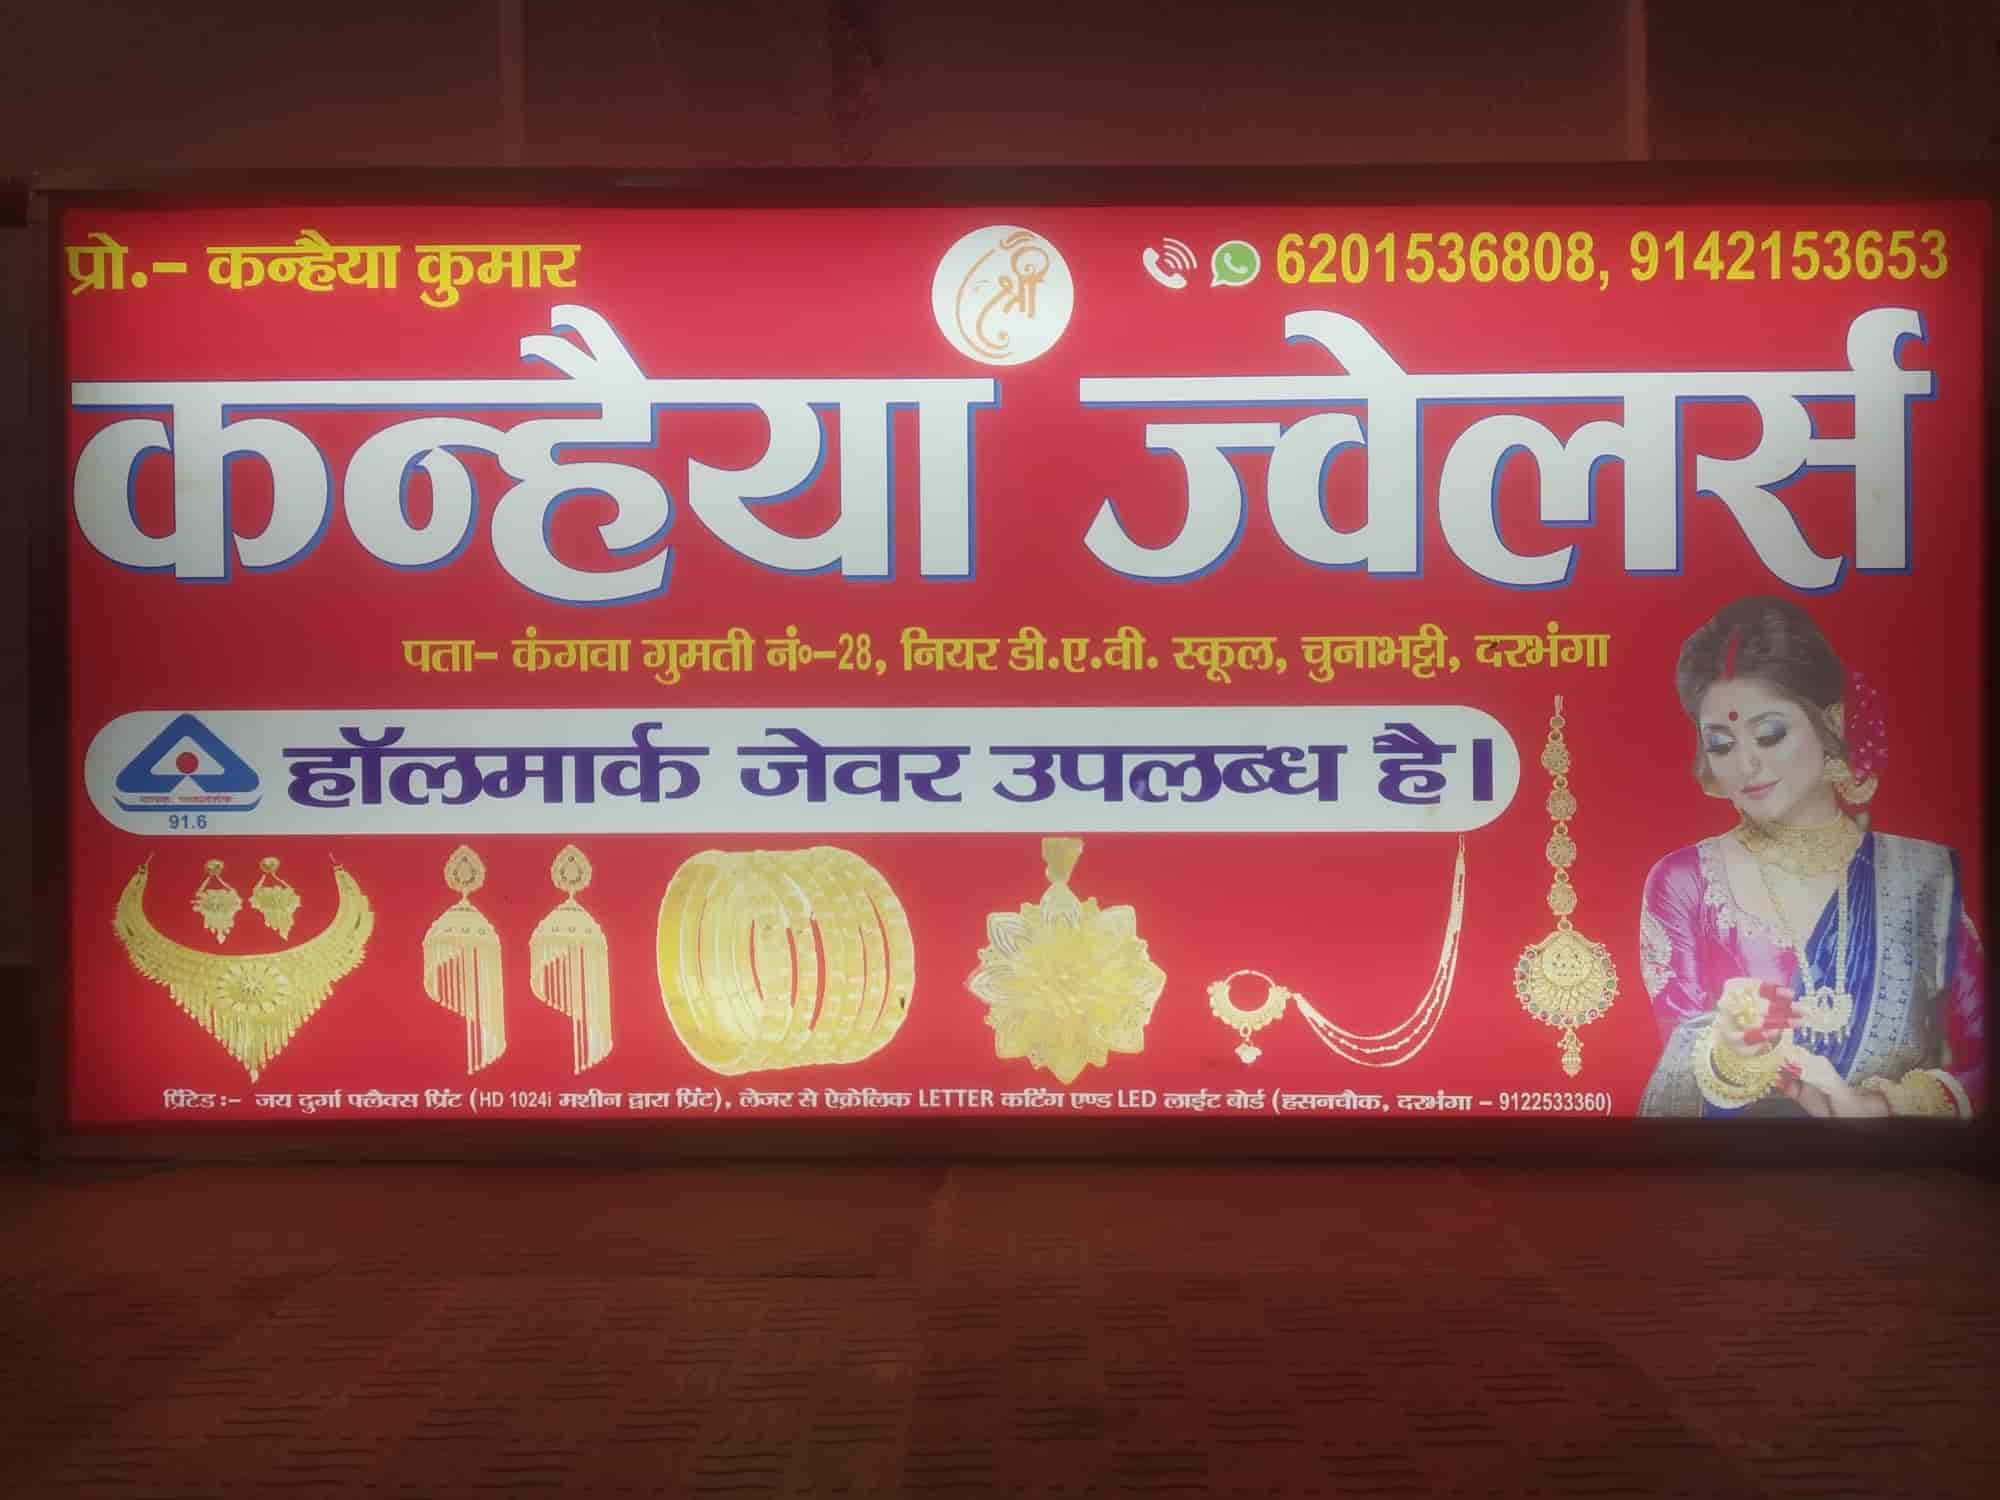 प्रो.- कन्हैया कुमार
श्री
6201536808, 9142153653
कन्हैया ज्वेलर्स
पता- कंगवा गुमती नं०-28, नियर डी.ए.वी. स्कूल, चुनाभट्टी, दरभंगा
91.6
हॉलमार्क जेवर उपलब्ध है।
प्रिंटेड:- जय दुर्गा फ्लैक्स प्रिंट (HD 1024i मशीन द्वारा प्रिंट), लेजर से ऐक्रेलिक LETTER कटिंग एण्ड LED लाईट बोर्ड (हसनचौक, दरभंगा - 9122533360)